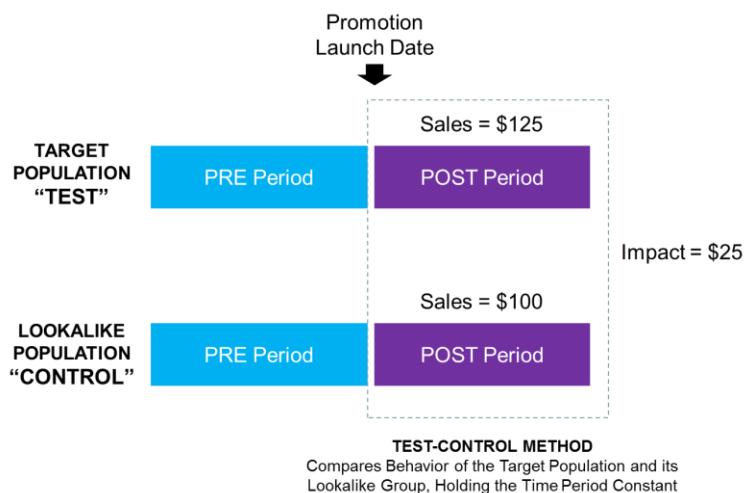 Promotion
Launch Date
Sales = $125
TARGET
POPULATION
“TEST”
PRE Period
POST Period
Impact = $25
Sales = $100
LOOKALIKE
POPULATION
“CONTROL”
PRE Period
POST Period
TEST-CONTROL METHOD
Compares Behavior of the Target Population and its
Lookalike Group, Holding the Time Period Constant